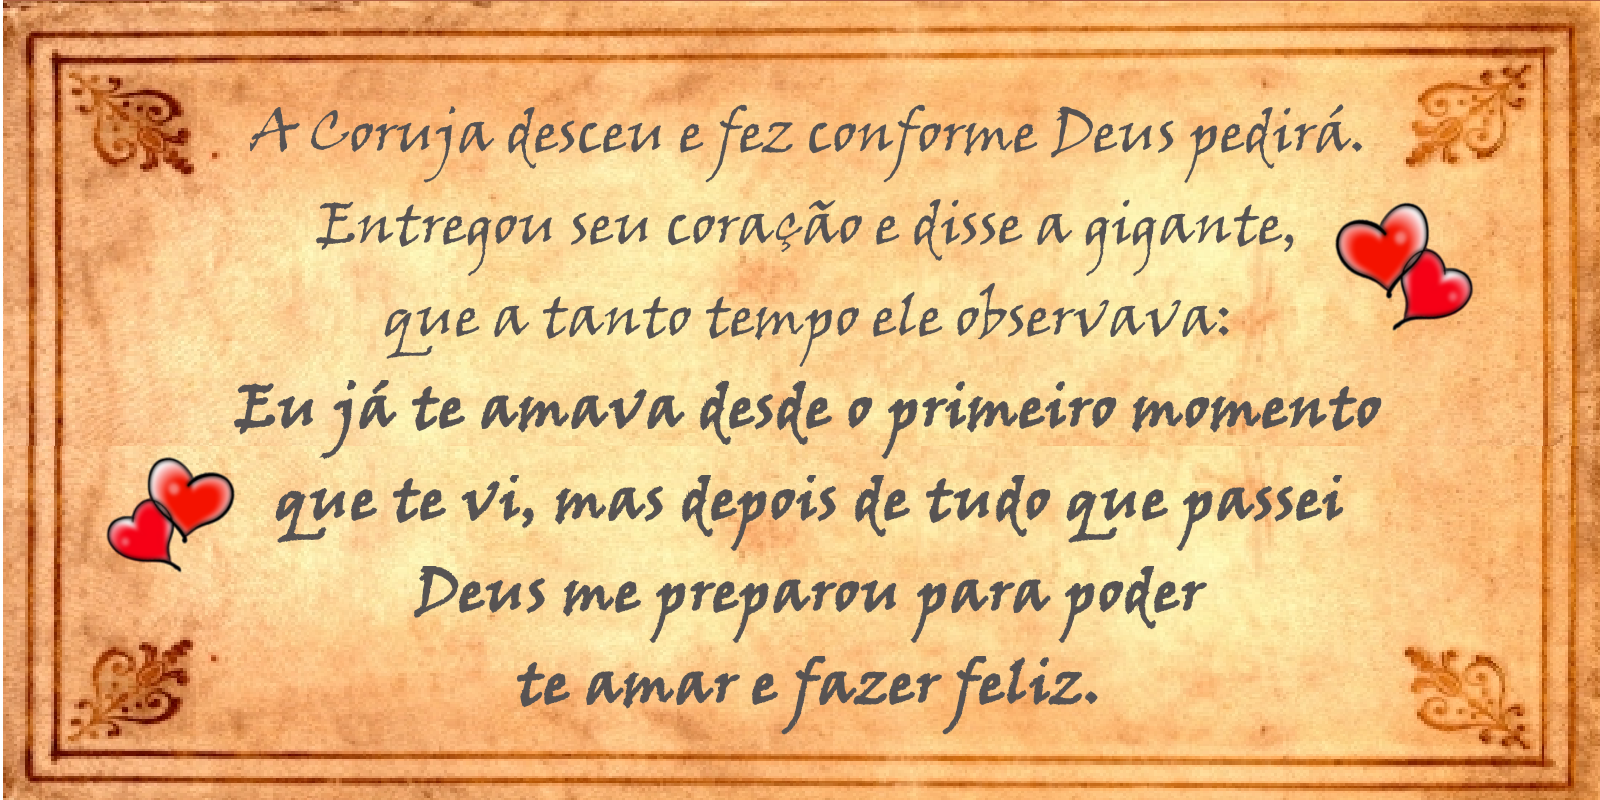 A Coruja desceu e fez conforme Deus pedirá.
Entregou seu coração e disse a gigante,
que a tanto tempo ele observava:
Eu já te amava desde o primeiro momento
que te vi, mas depois de tudo que passei
Deus me preparou para poder
te amar e fazer feliz.